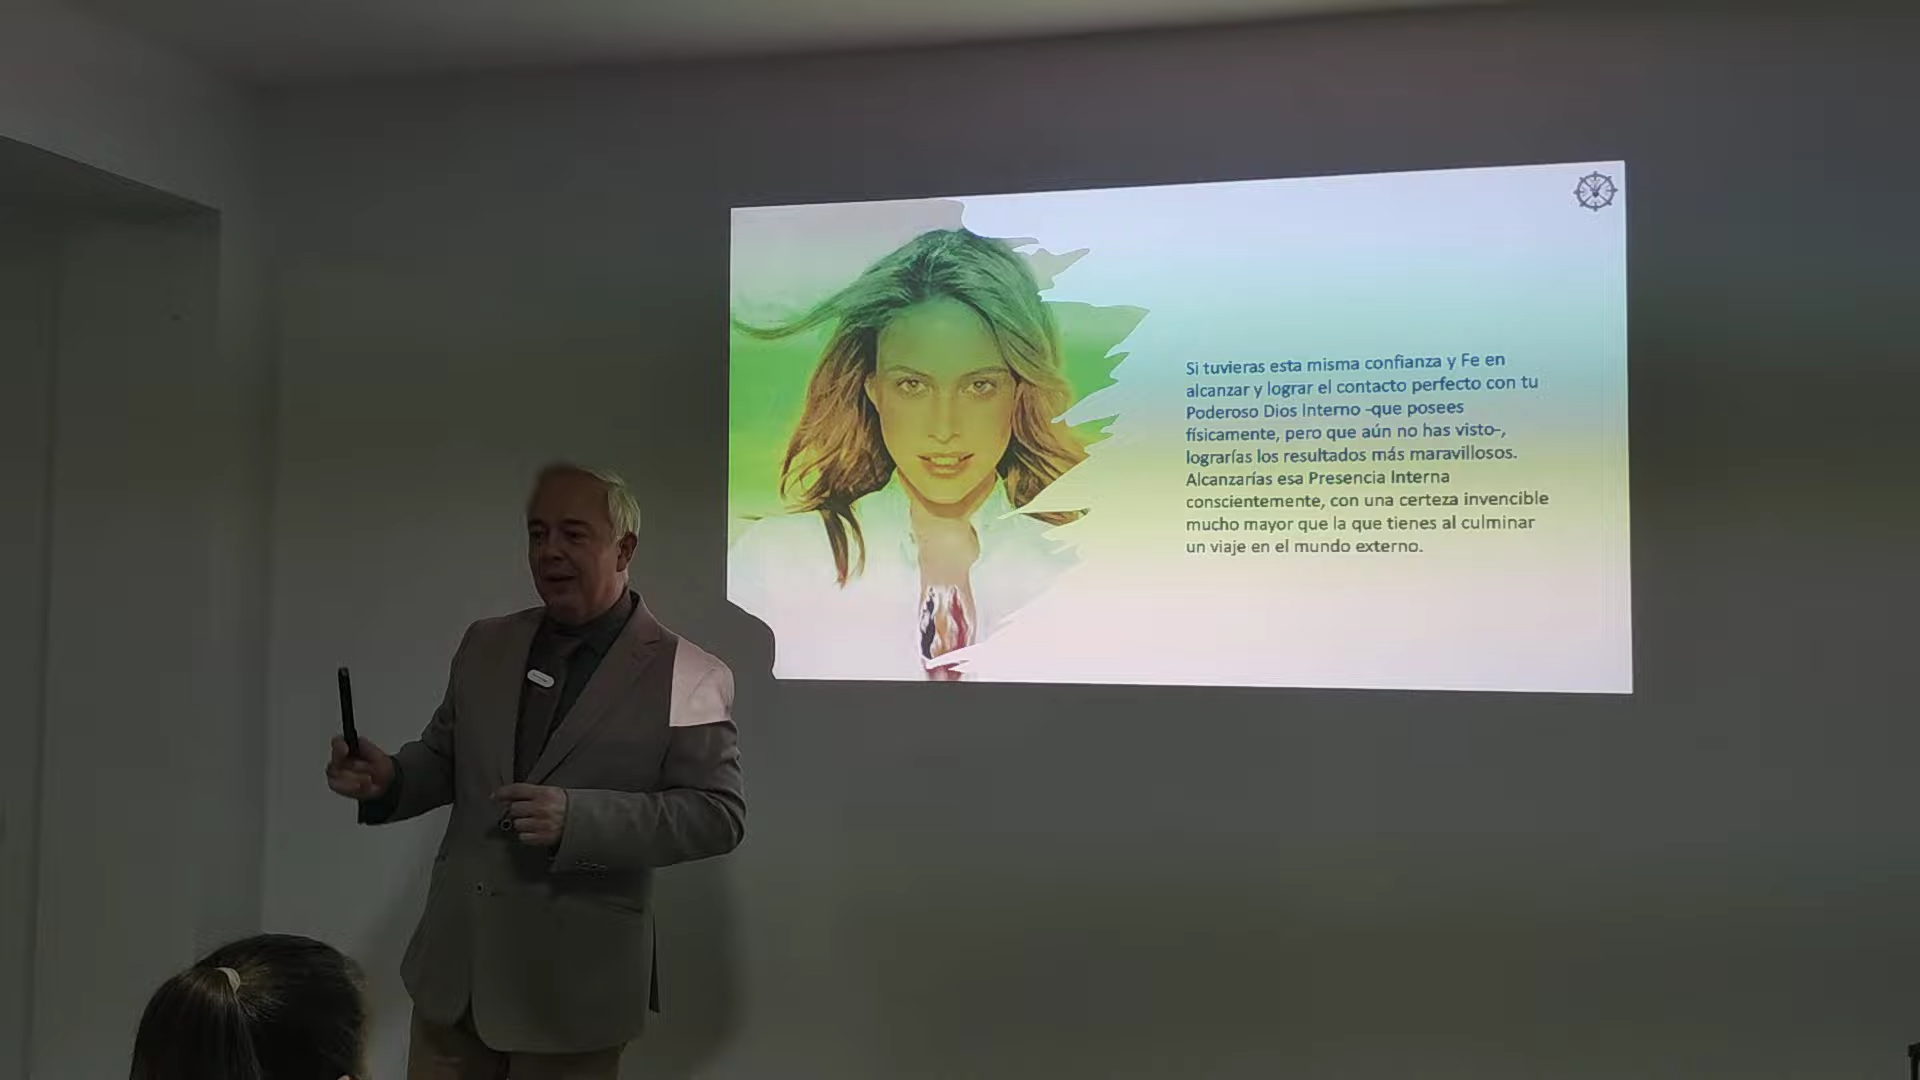 Si tuvieras esta misma confianza y Fe en
alcanzar y lograr el contacto perfecto con tu
Poderoso Dios Interno -que posees
físicamente, pero que aún no has visto-,
lograrías los resultados más maravillosos.
Alcanzarías esa Presencia Interna
conscientemente, con una certeza invencible
mucho mayor que la que tienes al culminar
un viaje en el mundo externo.